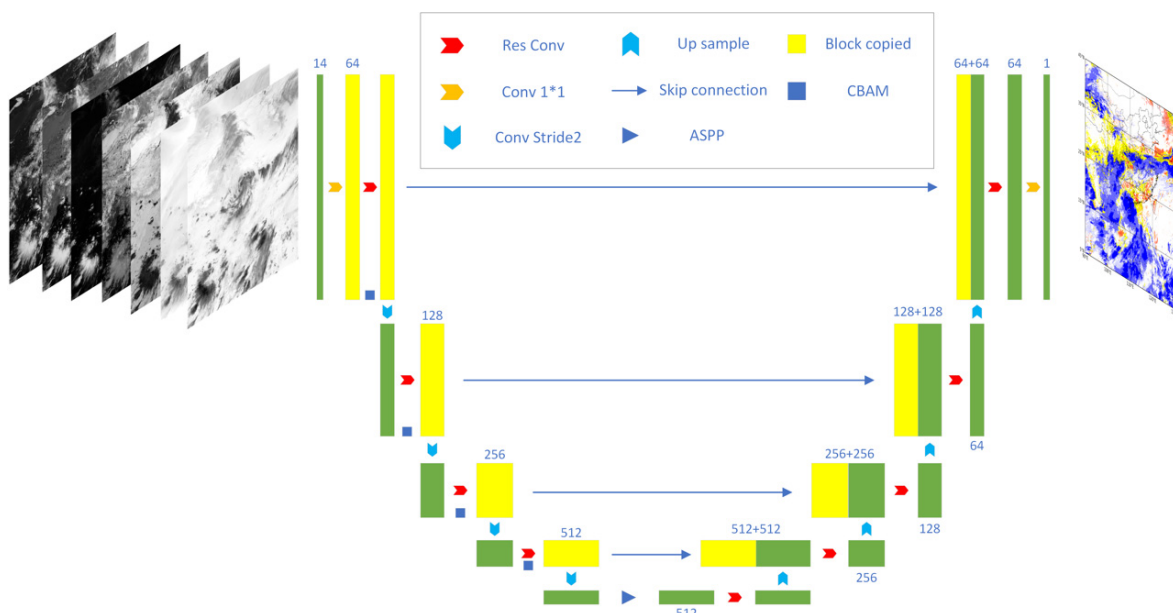 Res Conv
Up sample
Block copied
Conv 1*1
Skip connection
CBAM
Conv Stride2
ASPP
14
64
64+64
64
1
128
128+128
64
256
256+256
128
512
512+512
256
512